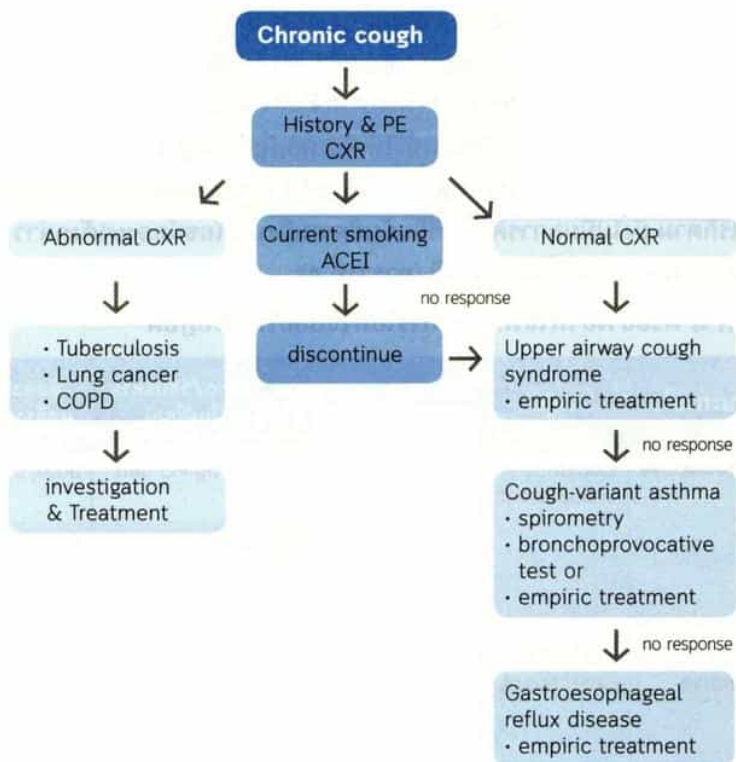 Chronic cough
History & PE
CXR
Abnormal CXR
Current smoking
ACEI
Normal CXR
no response
· Tuberculosis
· Lung cancer
· COPD
discontinue
Upper airway cough
syndrome
· empiric treatment
no response
investigation
& Treatment
Cough-variant asthma
· spirometry
· bronchoprovocative
test or
· empiric treatment
no response
Gastroesophageal
reflux disease
· empiric treatment